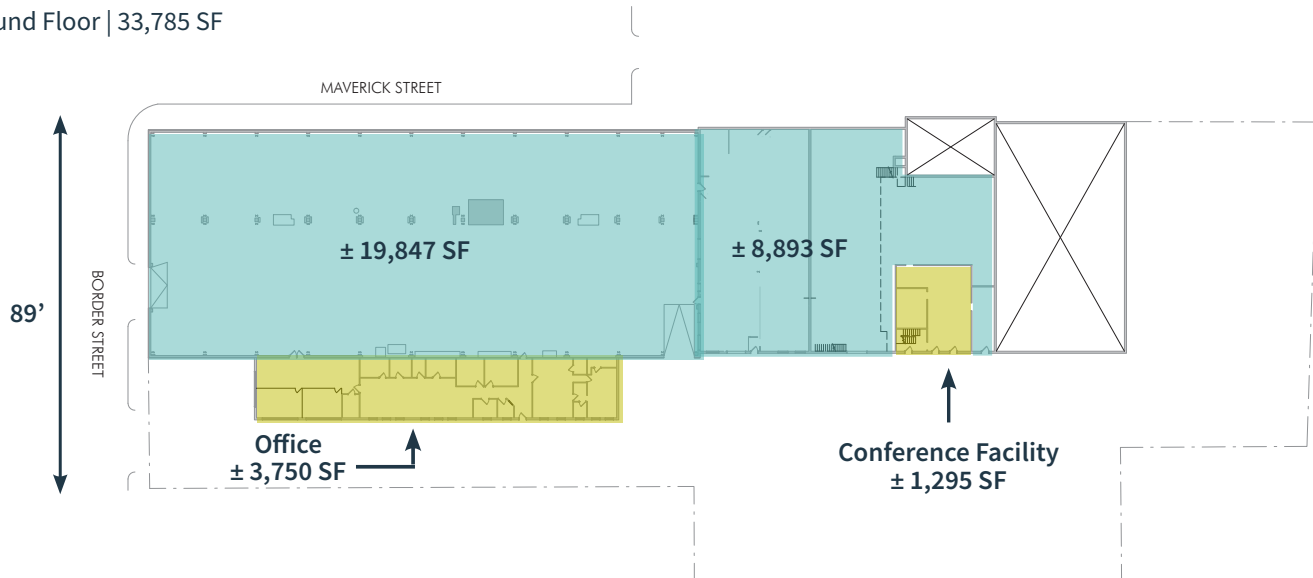 und Floor | 33,785 SF
MAVERICK STREET
BORDER STREET
89’
± 19,847 SF
± 8,893 SF
Office
± 3,750 SF
Conference Facility
± 1,295 SF